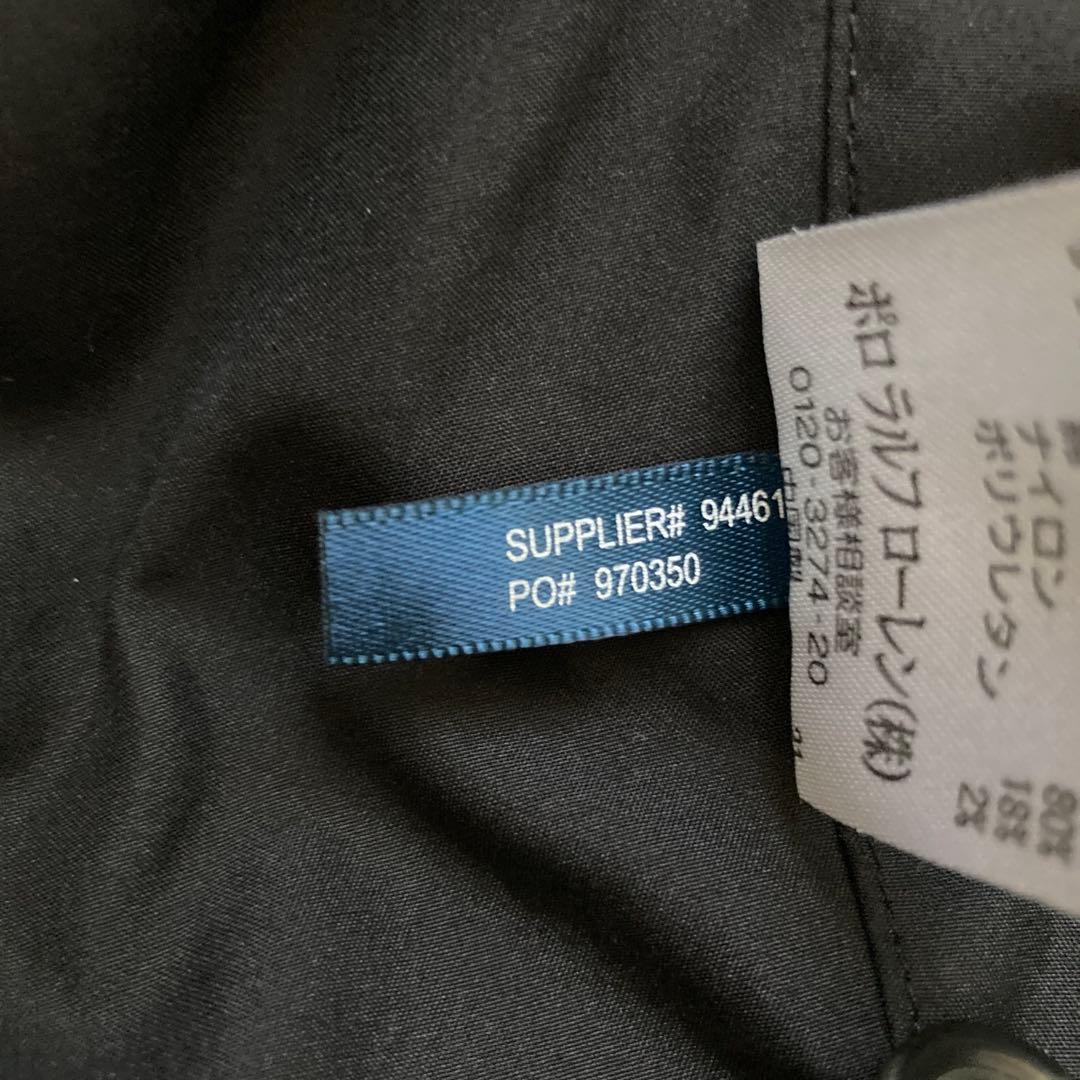 SUPPLIER# 94461
PO# 970350
ナイロン 18%
ポリウレタン 2%
ポロ ラルフローレン(株)
お客様相談室
0120-3274-20